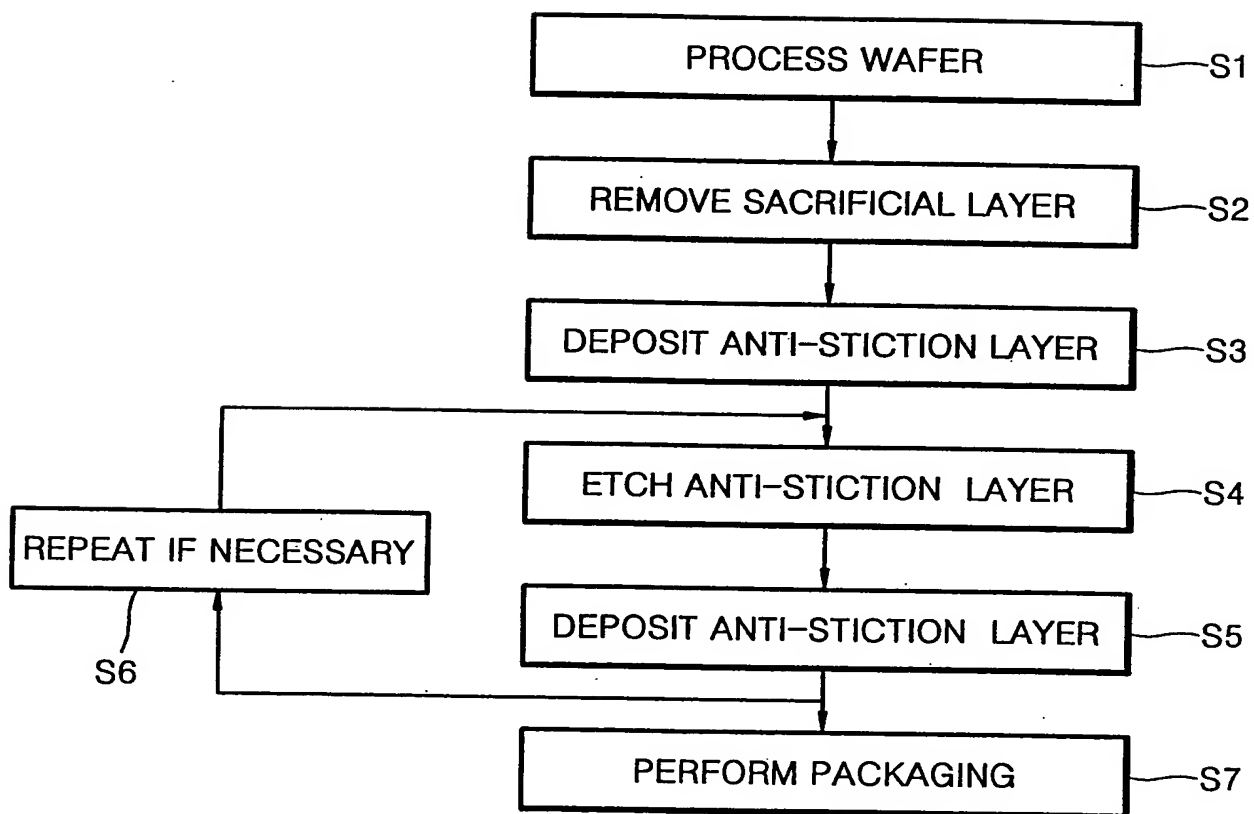 PROCESS WAFER
S1
REMOVE SACRIFICIAL LAYER
S2
DEPOSIT ANTI-STICTION LAYER
S3
ETCH ANTI-STICTION LAYER
S4
REPEAT IF NECESSARY
S6
DEPOSIT ANTI-STICTION LAYER
S5
PERFORM PACKAGING
S7